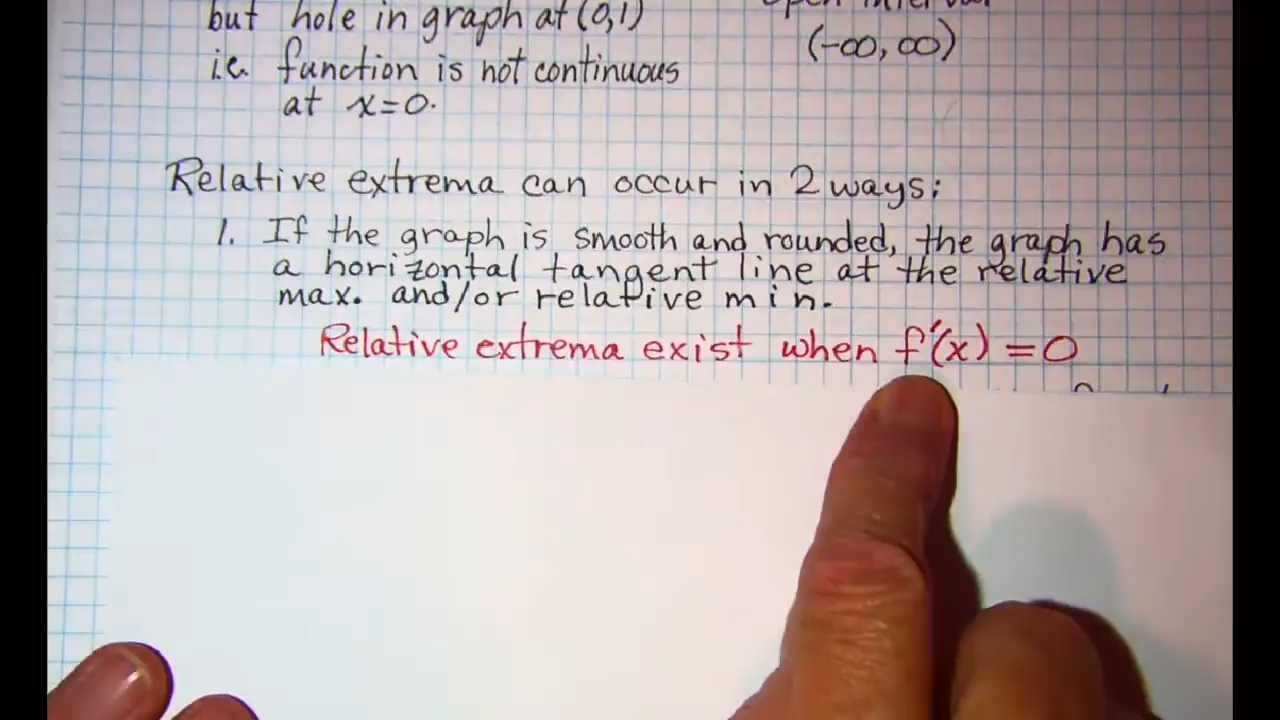 but hole in graph at (0,1)
i.e. function is not continuous
at x=0.
open interval
(-∞, ∞)
Relative extrema can occur in 2 ways:
1. If the graph is smooth and rounded, the graph has
a horizontal tangent line at the relative
max. and/or relative min.
Relative extrema exist when f'(x) = 0